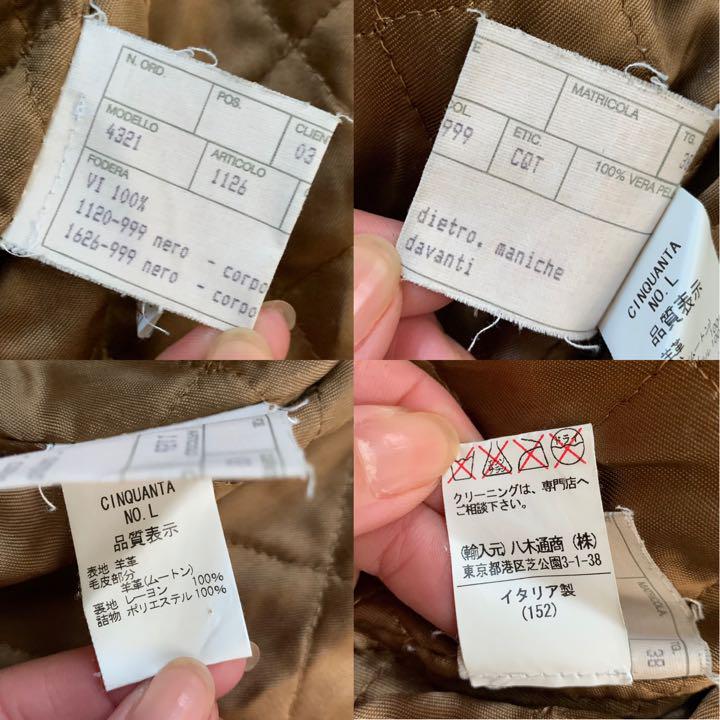 N. ORD.
POS.
CLIEN
MODELLO
4321
ARTICOLO
1126
03
FODERA
VI 100%
1120-999 nero - corpo
1626-999 nero - corpo
E
MATRICOLA
TG.
COL.
999
ETIC.
CQT
100% VERA PEL
dietro, maniche
davanti
CINQUANTA
NO. L
品質表示
羊革
CINQUANTA
NO. L
品質表示
表地 羊革
毛皮部分
羊革(ムートン)
裏地 レーヨン 100%
詰物 ポリエステル 100%
ドライ
クリーニングは、専門店へ
ご相談下さい。
(輸入元) 八木通商 (株)
東京都港区芝公園3-1-38
イタリア製
(152)
MATRICOLA
TG.
38